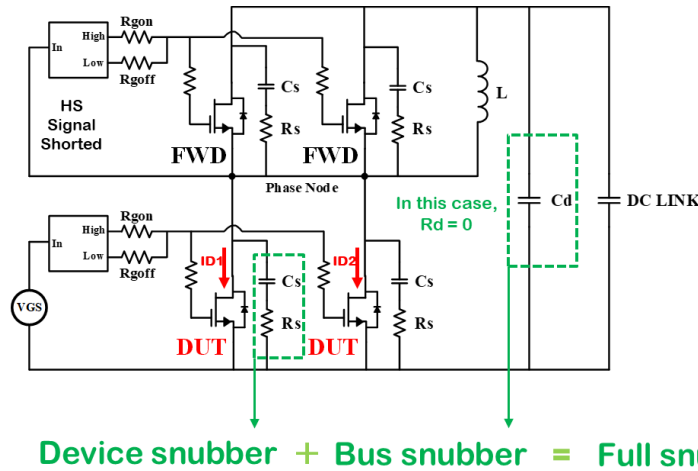 Rgon
High
In
Low
Rgoff
HS
Signal
Shorted
Cs
Rs
FWD
Cs
Rs
FWD
L
Phase Node
In this case,
Rd = 0
Cd
DC LINK
Rgon
High
In
Low
Rgoff
VGS
ID1
Cs
Rs
DUT
ID2
Cs
Rs
DUT
Device snubber + Bus snubber = Full sn